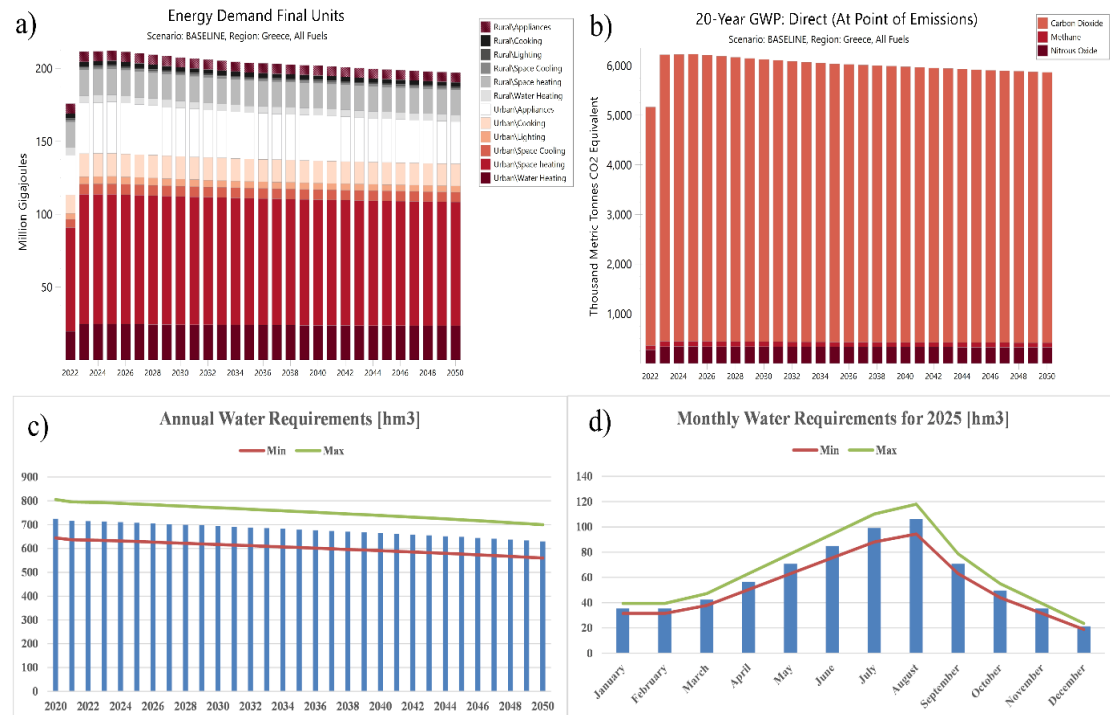 a)
Energy Demand Final Units
Scenario: BASELINE, Region: Greece, All Fuels
Million Gigajoules
200
150
100
50
2022 2024 2026 2028 2030 2032 2034 2036 2038 2040 2042 2044 2046 2048 2050
Rural\Appliances
Rural\Cooking
Rural\Lighting
Rural\Space Cooling
Rural\Space heating
Rural\Water Heating
Urban\Appliances
Urban\Cooking
Urban\Lighting
Urban\Space Cooling
Urban\Space heating
Urban\Water Heating
b)
20-Year GWP: Direct (At Point of Emissions)
Scenario: BASELINE, Region: Greece, All Fuels
Thousand Metric Tonnes CO2 Equivalent
6,000
5,000
4,000
3,000
2,000
1,000
2022 2024 2026 2028 2030 2032 2034 2036 2038 2040 2042 2044 2046 2048 2050
Carbon Dioxide
Methane
Nitrous Oxide
c)
Annual Water Requirements [hm3]
Min Max
900
800
700
600
500
400
300
200
100
0
2020 2022 2024 2026 2028 2030 2032 2034 2036 2038 2040 2042 2044 2046 2048 2050
d)
Monthly Water Requirements for 2025 [hm3]
Min Max
140
120
100
80
60
40
20
0
January February March April May June July August September October November December